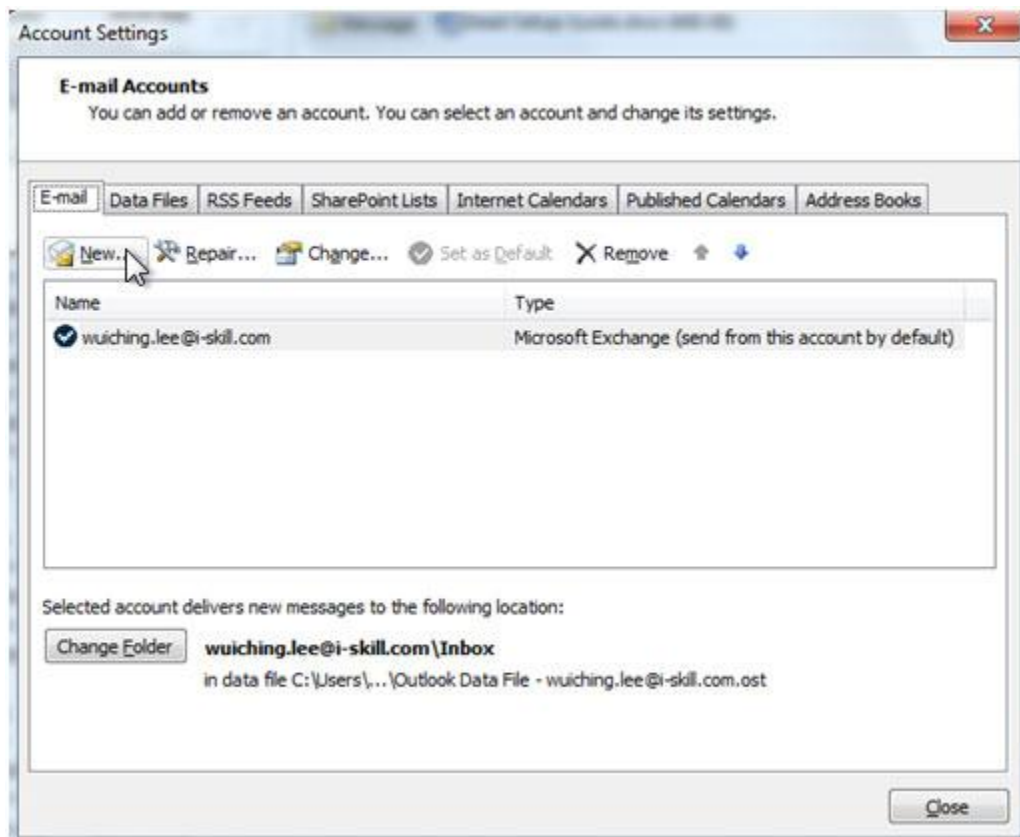 Account Settings
E-mail Accounts
You can add or remove an account. You can select an account and change its settings.
E-mail Data Files RSS Feeds SharePoint Lists Internet Calendars Published Calendars Address Books
New... Repair... Change... Set as Default Remove
Name Type
wuiching.lee@i-skill.com Microsoft Exchange (send from this account by default)
Selected account delivers new messages to the following location:
Change Folder wuiching.lee@i-skill.com\Inbox
in data file C:\Users\...\Outlook Data File - wuiching.lee@i-skill.com.ost
Close